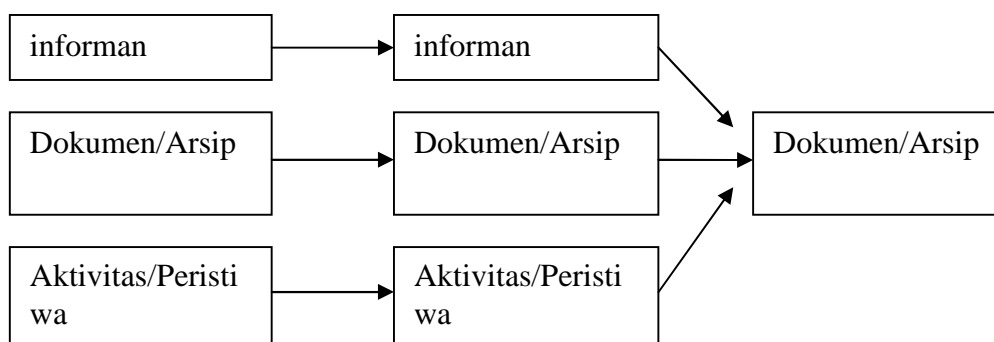 informan
informan
Dokumen/Arsip
Dokumen/Arsip
Dokumen/Arsip
Aktivitas/Peristi
wa
Aktivitas/Peristi
wa